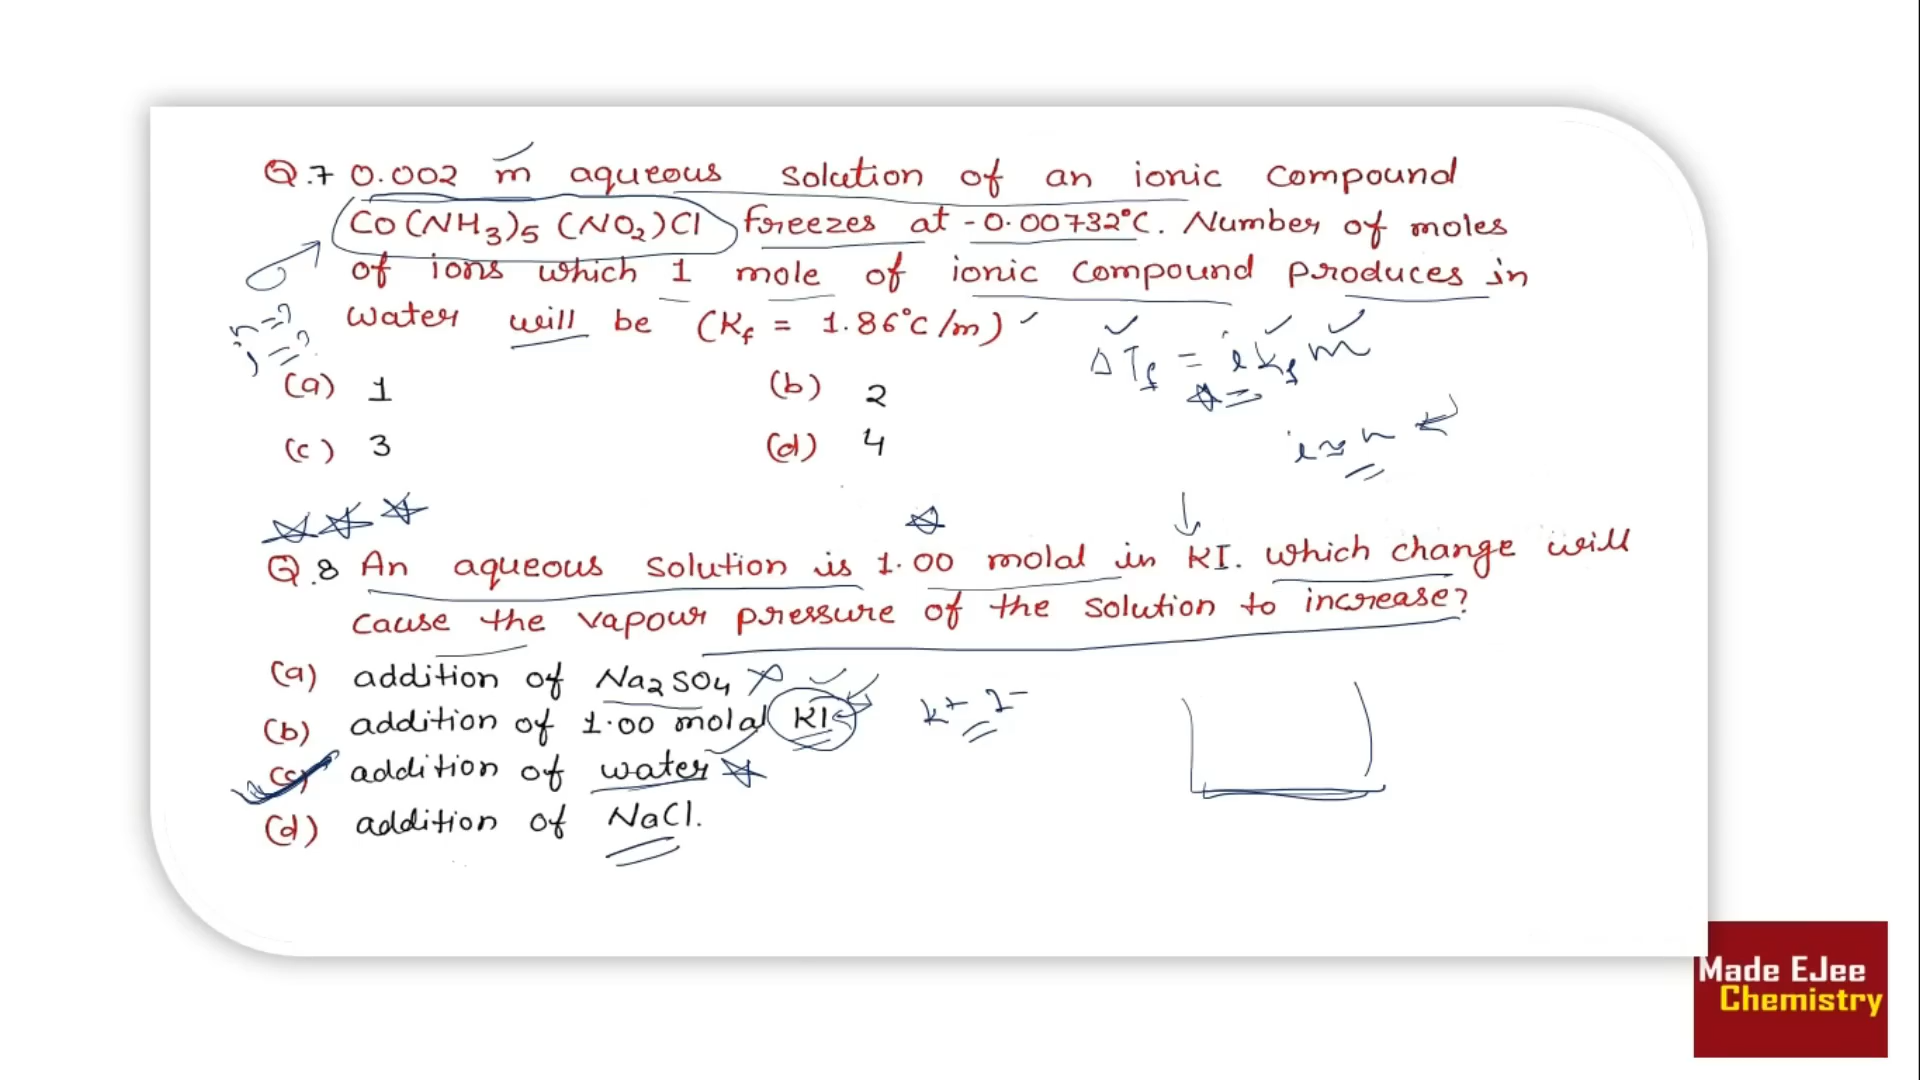 Q.7 0.002 m aqueous solution of an ionic compound
Co(NH3)5 (NO2)Cl freezes at -0.00732°C. Number of moles
of ions which 1 mole of ionic compound produces in
water will be (Kf = 1.86°C/m)
n=?
i=?
ΔTf = i kf m
(a) 1 (b) 2
(c) 3 (d) 4
i≈n
Q.8 An aqueous solution is 1.00 molal in KI. which change will
cause the vapour pressure of the solution to increase?
(a) addition of Na2SO4
(b) addition of 1.00 molal KI
K+ I-
(c) addition of water
(d) addition of NaCl.
Made EJee
Chemistry